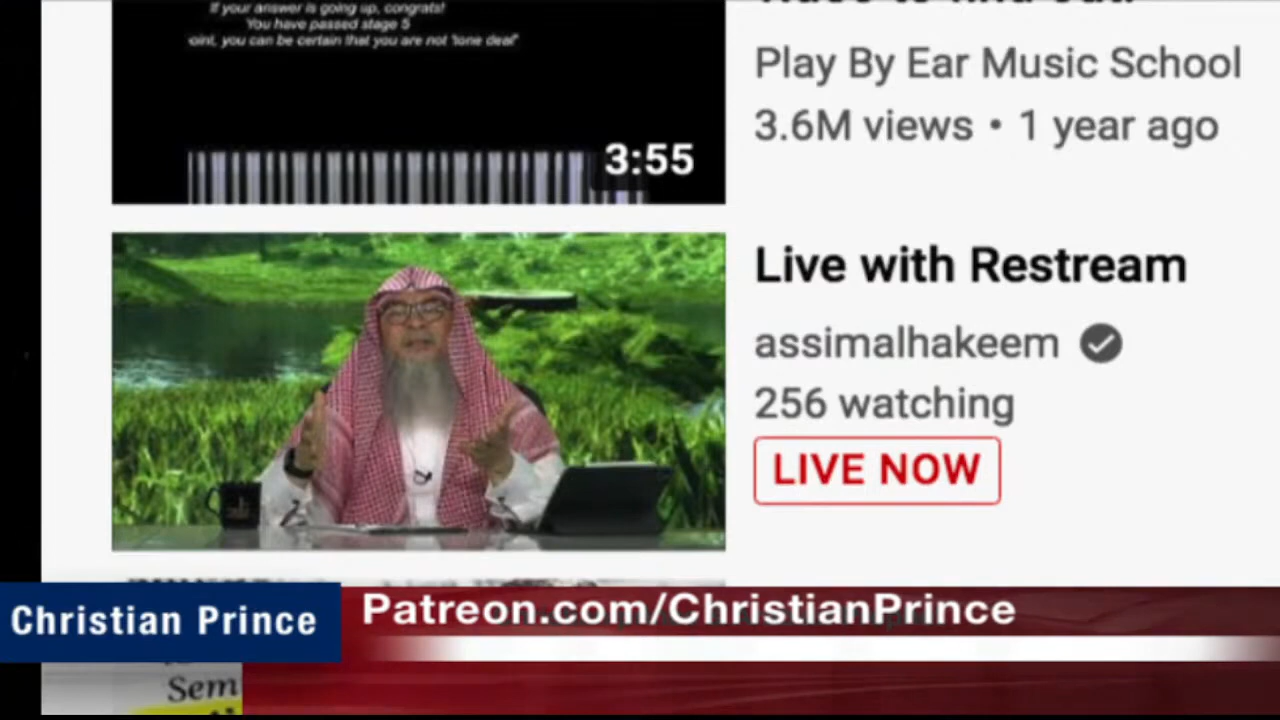 If your answer is going up, congrats!
You have passed stage 5
oint, you can be certain that you are not 'tone deaf'
3:55
Play By Ear Music School
3.6M views • 1 year ago
Live with Restream
assimalhakeem
256 watching
LIVE NOW
Christian Prince
Patreon.com/ChristianPrince
Sem